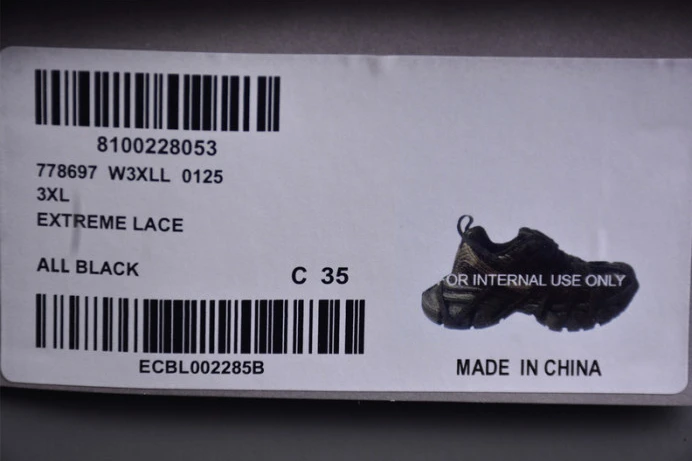 8100228053
778697 W3XLL 0125
3XL
EXTREME LACE
ALL BLACK
C 35
OR INTERNAL USE ONLY
ECBL002285B
MADE IN CHINA